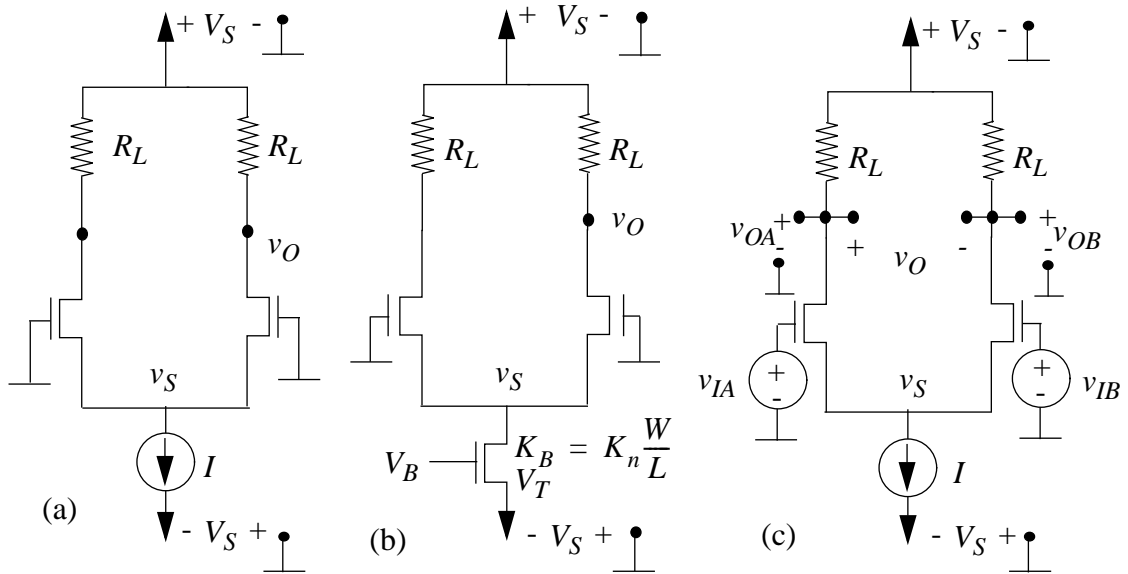 + V_S -
R_L
R_L
v_O
v_S
I
(a)
- V_S +
+ V_S -
R_L
R_L
v_O
v_S
V_B
K_B = K_n W/L
V_T
(b)
- V_S +
+ V_S -
R_L
R_L
+ +
v_OA v_OB
- + v_O - -
v_IA + - v_S + - v_IB
I
(c)
- V_S +